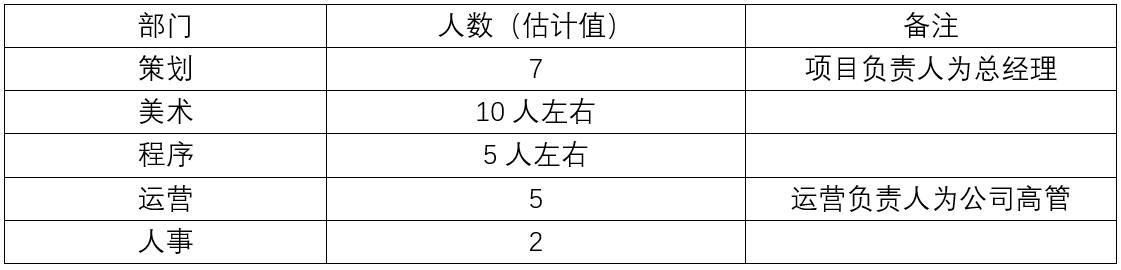 部门 人数（估计值） 备注
策划 7 项目负责人为总经理
美术 10 人左右
程序 5 人左右
运营 5 运营负责人为公司高管
人事 2